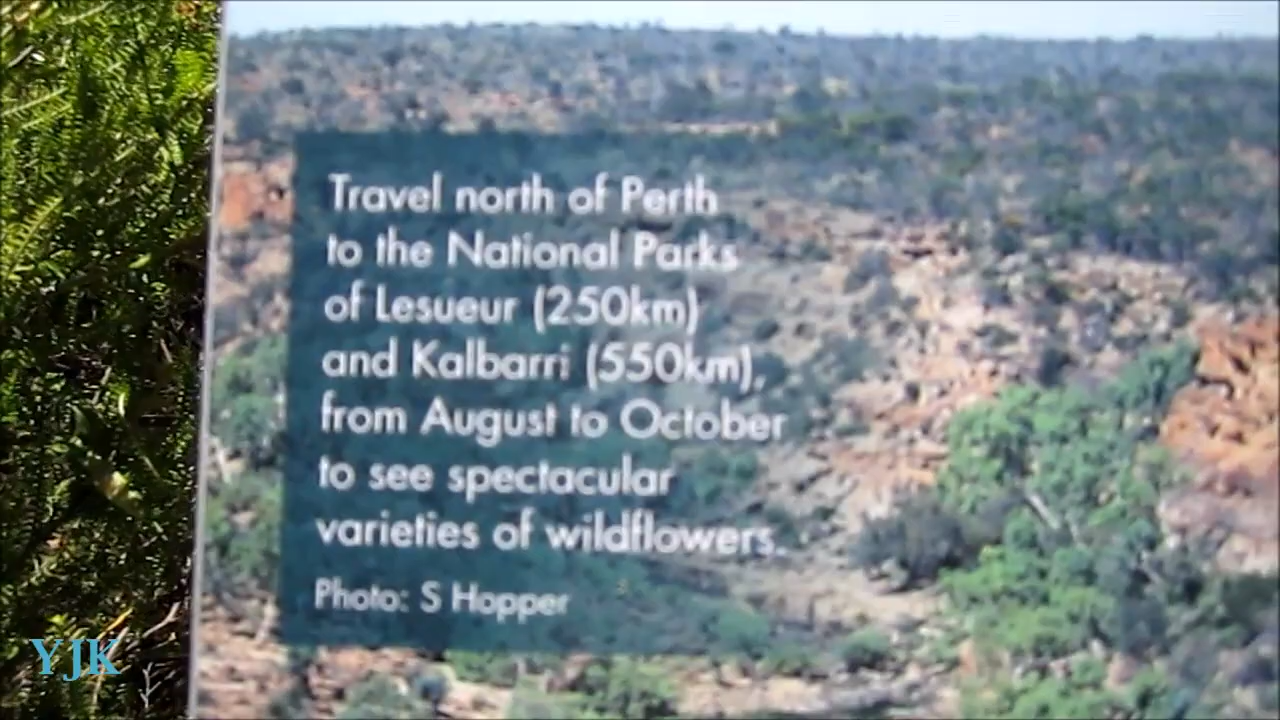 Travel north of Perth
to the National Parks
of Lesueur (250km)
and Kalbarri (550km),
from August to October
to see spectacular
varieties of wildflowers.
Photo: S Hopper
YJK